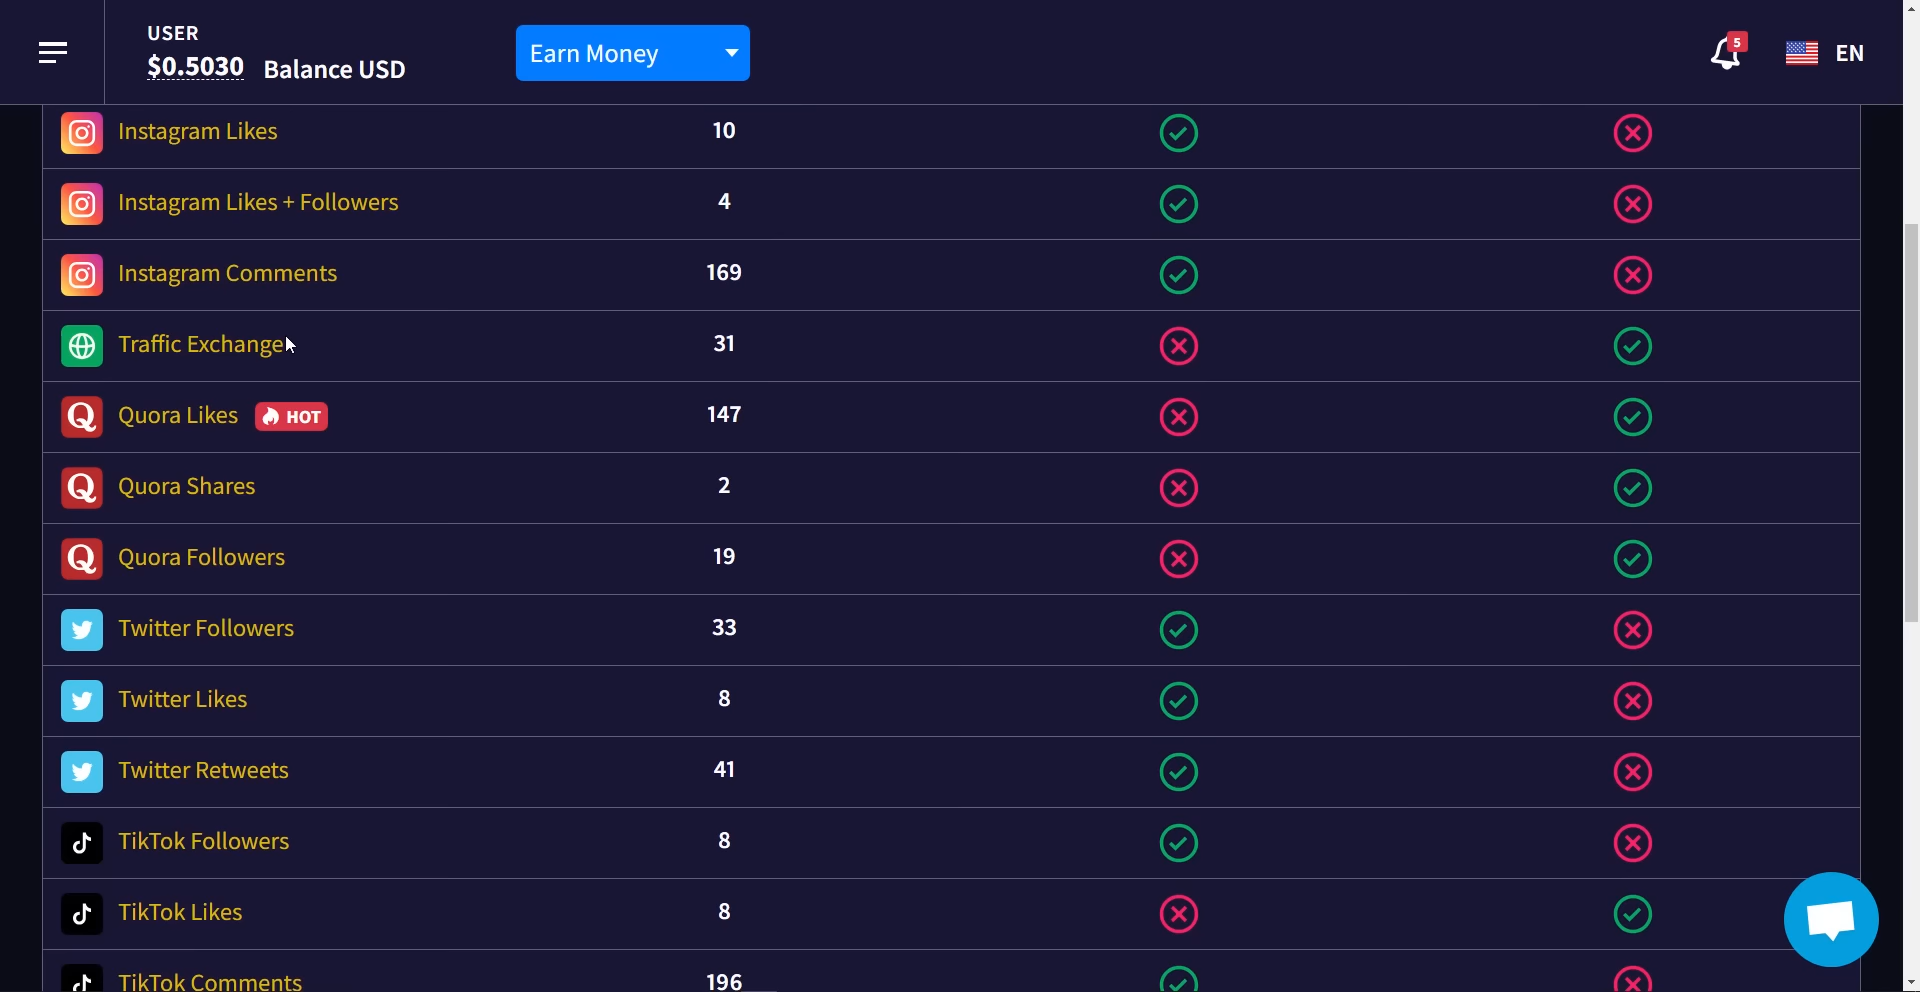 USER
$0.5030 Balance USD
Earn Money
5
EN
Instagram Likes 10
Instagram Likes + Followers 4
Instagram Comments 169
Traffic Exchange 31
Quora Likes HOT 147
Quora Shares 2
Quora Followers 19
Twitter Followers 33
Twitter Likes 8
Twitter Retweets 41
TikTok Followers 8
TikTok Likes 8
TikTok Comments 196